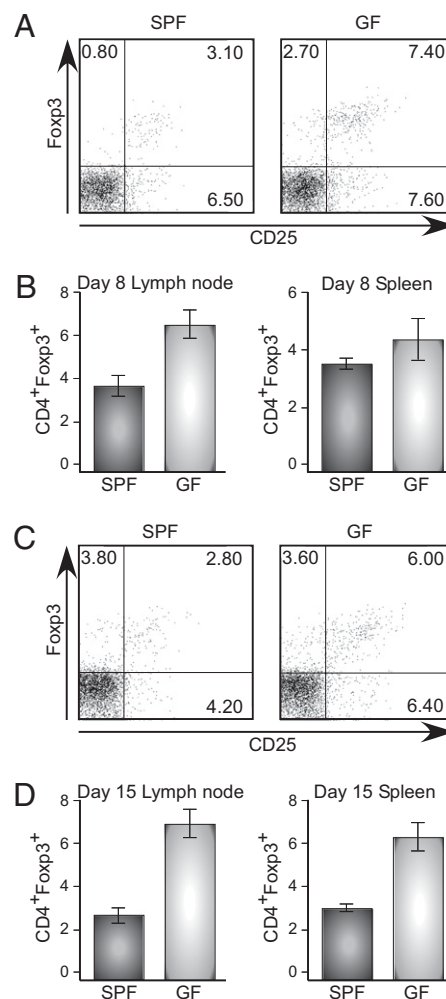 A
SPF
GF
0.80
3.10
2.70
7.40
Foxp3
6.50
7.60
CD25
B
Day 8 Lymph node
Day 8 Spleen
8
6
4
2
0
CD4+Foxp3+
SPF
GF
6
4
2
0
CD4+Foxp3+
SPF
GF
C
SPF
GF
3.80
2.80
3.60
6.00
Foxp3
4.20
6.40
CD25
D
Day 15 Lymph node
Day 15 Spleen
8
6
4
2
0
CD4+Foxp3+
SPF
GF
8
6
4
2
0
CD4+Foxp3+
SPF
GF